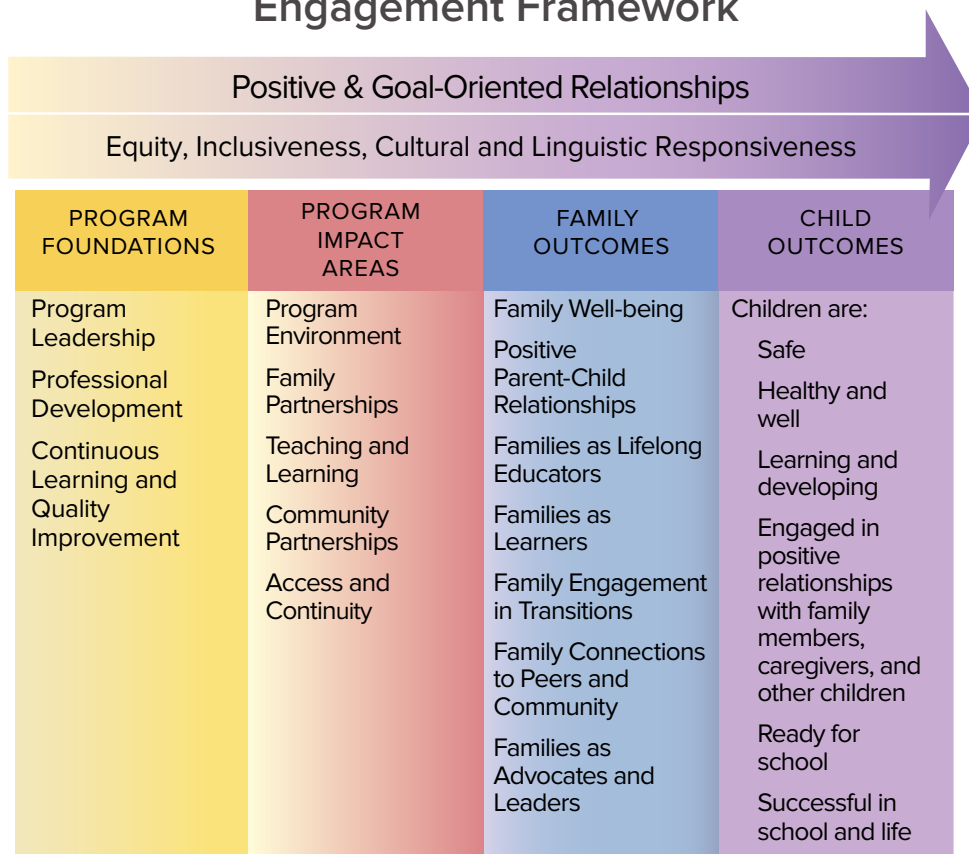 Engagement Framework
Positive & Goal-Oriented Relationships
Equity, Inclusiveness, Cultural and Linguistic Responsiveness
PROGRAM
FOUNDATIONS
Program
Leadership
Professional
Development
Continuous
Learning and
Quality
Improvement
PROGRAM
IMPACT
AREAS
Program
Environment
Family
Partnerships
Teaching and
Learning
Community
Partnerships
Access and
Continuity
FAMILY
OUTCOMES
Family Well-being
Positive
Parent-Child
Relationships
Families as Lifelong
Educators
Families as
Learners
Family Engagement
in Transitions
Family Connections
to Peers and
Community
Families as
Advocates and
Leaders
CHILD
OUTCOMES
Children are:
Safe
Healthy and
well
Learning and
developing
Engaged in
positive
relationships
with family
members,
caregivers, and
other children
Ready for
school
Successful in
school and life